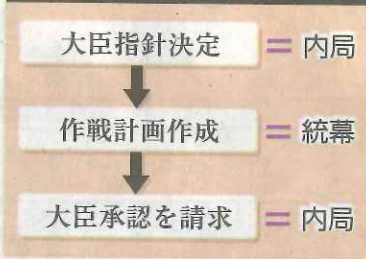 大臣指針決定 = 内局
作戦計画作成 = 統幕
大臣承認を請求 = 内局